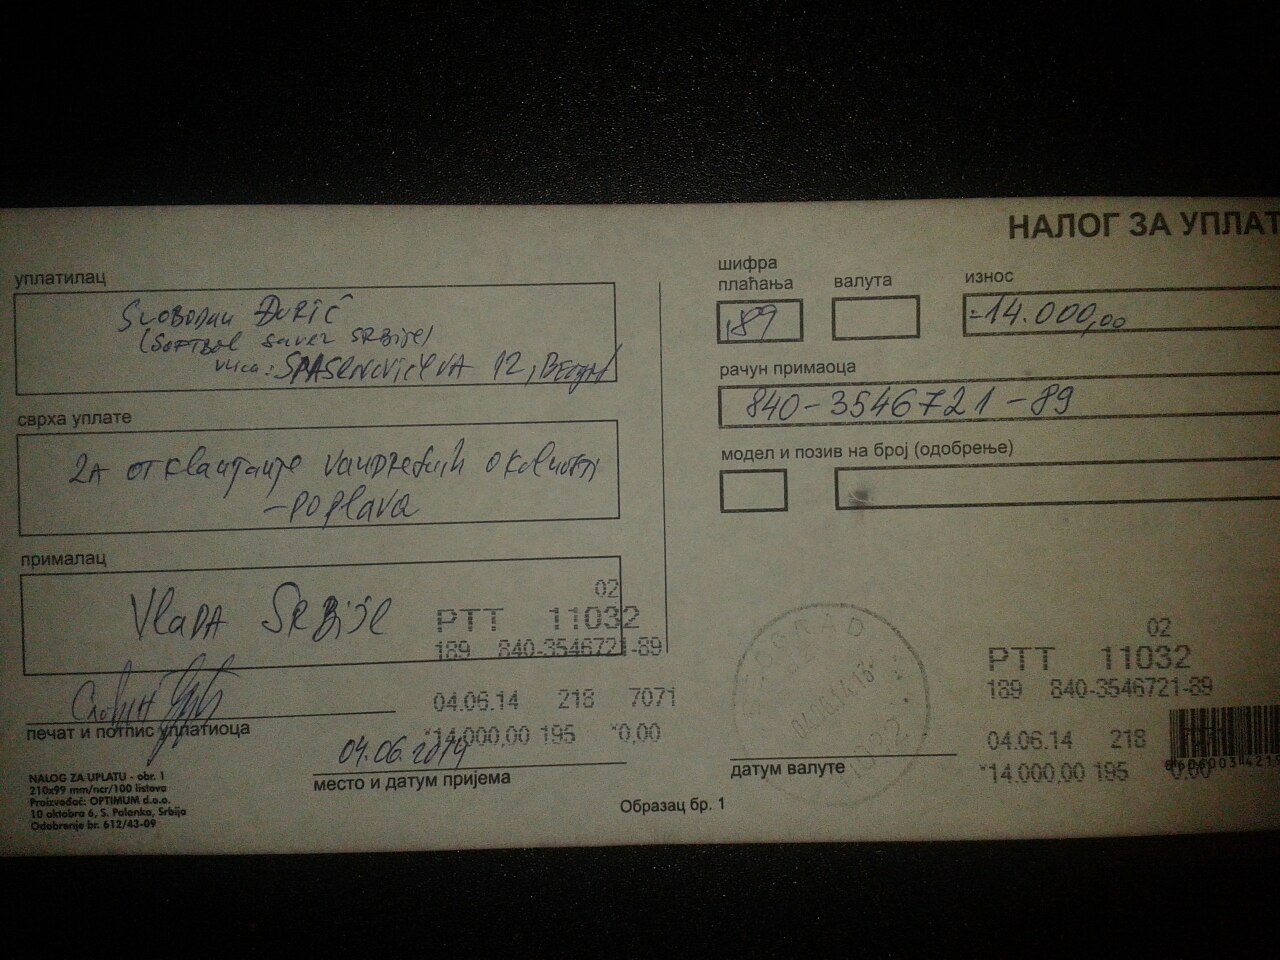 НАЛОГ ЗА УПЛАТ
уплатилац
Slobodan Đurić
(Softbol savez Srbije)
ulica: Spasenovićeva 12,
сврха уплате
za otklanjanje vanrednih okolnosti
- poplava
прималац
Vlada Srbije
02
PTT 11032
189 840-3546721-89
04.06.14 218 7071
*14.000,00 195 *0,00
печат и потпис уплатиоца
04.06.2014
место и датум пријема
NALOG ZA UPLATU - obr. 1
210x99 mm/ncr/100 listova
Proizvođač: OPTIMUM d.o.o.
10 oktobra 6, S. Palanka, Srbija
Odobrenje br. 612/43-09
Образац бр. 1
шифра
плаћања
валута
износ
189
=14.000,00
рачун примаоца
840-3546721-89
модел и позив на број (одобрење)
02
PTT 11032
189 840-3546721-89
04.06.14 218
*14.000,00 195 *0,00
датум валуте